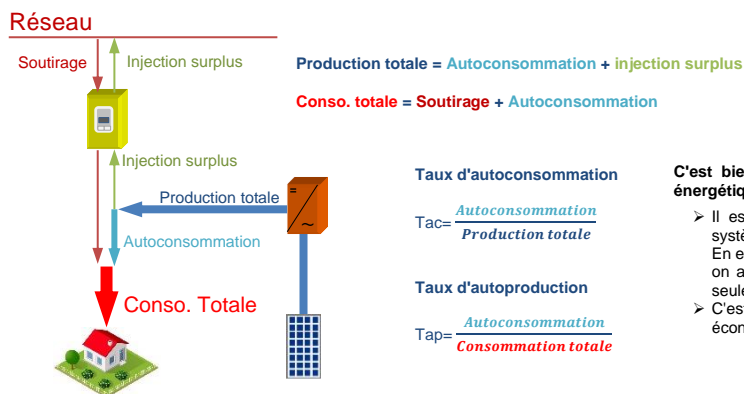 Réseau
Soutirage
Injection surplus
Production totale = Autoconsommation + injection surplus
Conso. totale = Soutirage + Autoconsommation
Injection surplus
Production totale
Autoconsommation
Conso. Totale
Taux d'autoconsommation
Tac= Autoconsommation
Production totale
Taux d'autoproduction
Tap= Autoconsommation
Consommation totale
C'est bie
énergétiq
➢ Il es
systè
En e
on a
seule
➢ C'est
écon